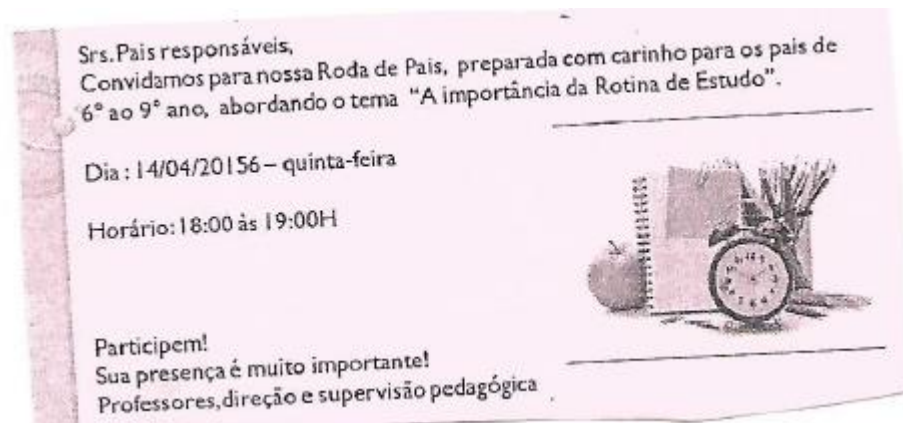 Srs.Pais responsáveis,
Convidamos para nossa Roda de Pais, preparada com carinho para os pais de
6° ao 9° ano, abordando o tema "A importância da Rotina de Estudo".
Dia : 14/04/20156 – quinta-feira
Horário: 18:00 às 19:00H
Participem!
Sua presença é muito importante!
Professores,direção e supervisão pedagógica